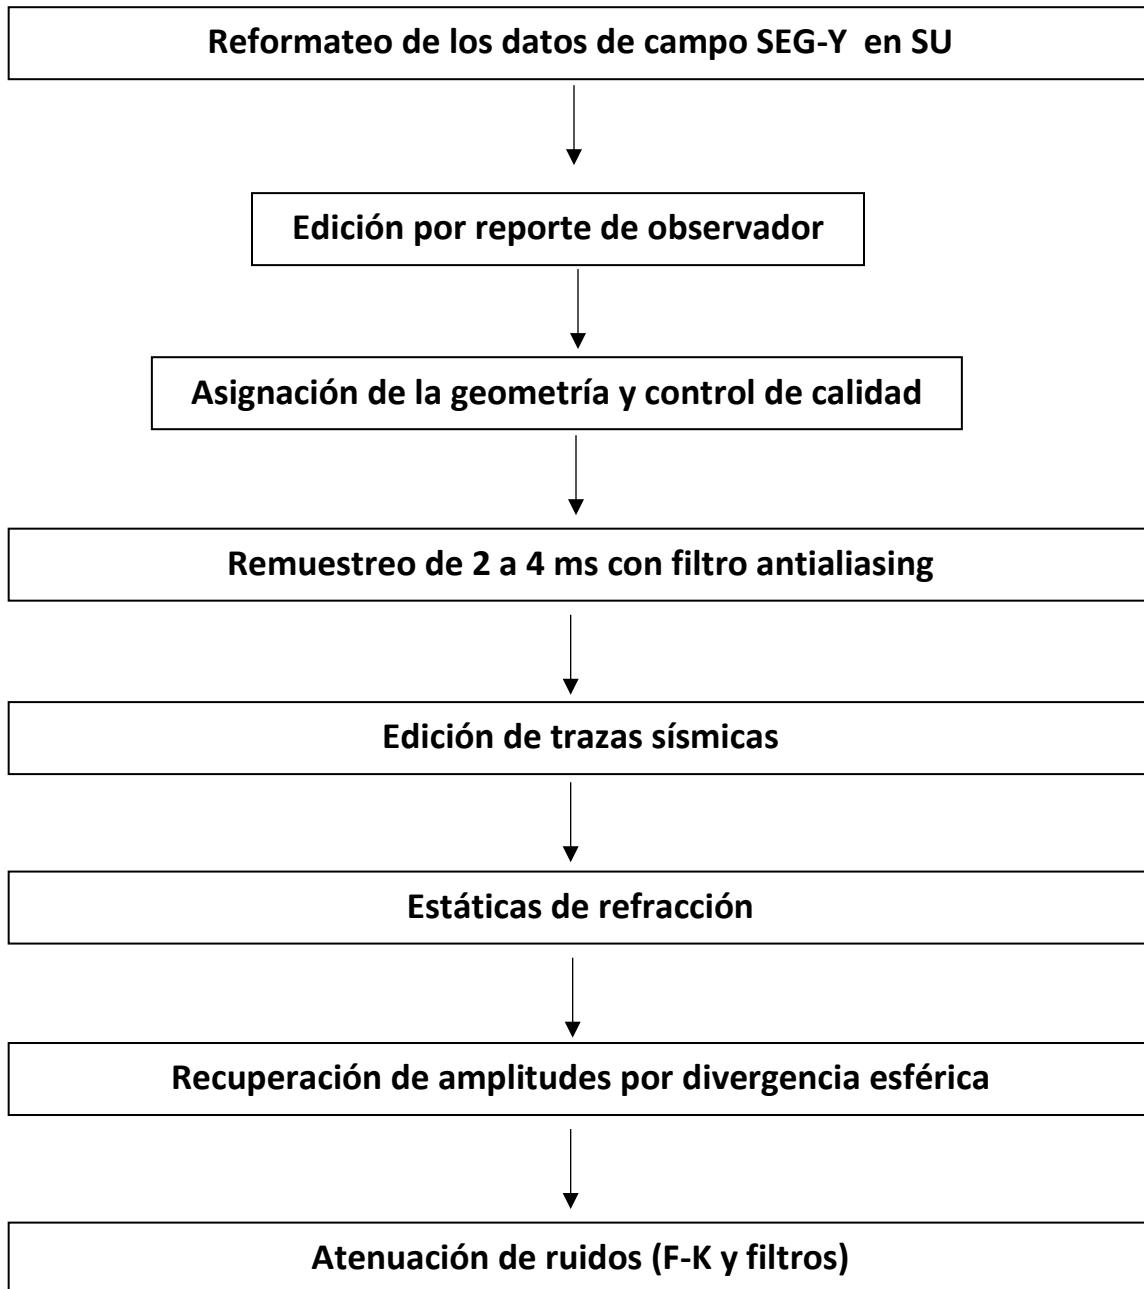 Reformateo de los datos de campo SEG-Y en SU
Edición por reporte de observador
Asignación de la geometría y control de calidad
Remuestreo de 2 a 4 ms con filtro antialiasing
Edición de trazas sísmicas
Estáticas de refracción
Recuperación de amplitudes por divergencia esférica
Atenuación de ruidos (F-K y filtros)